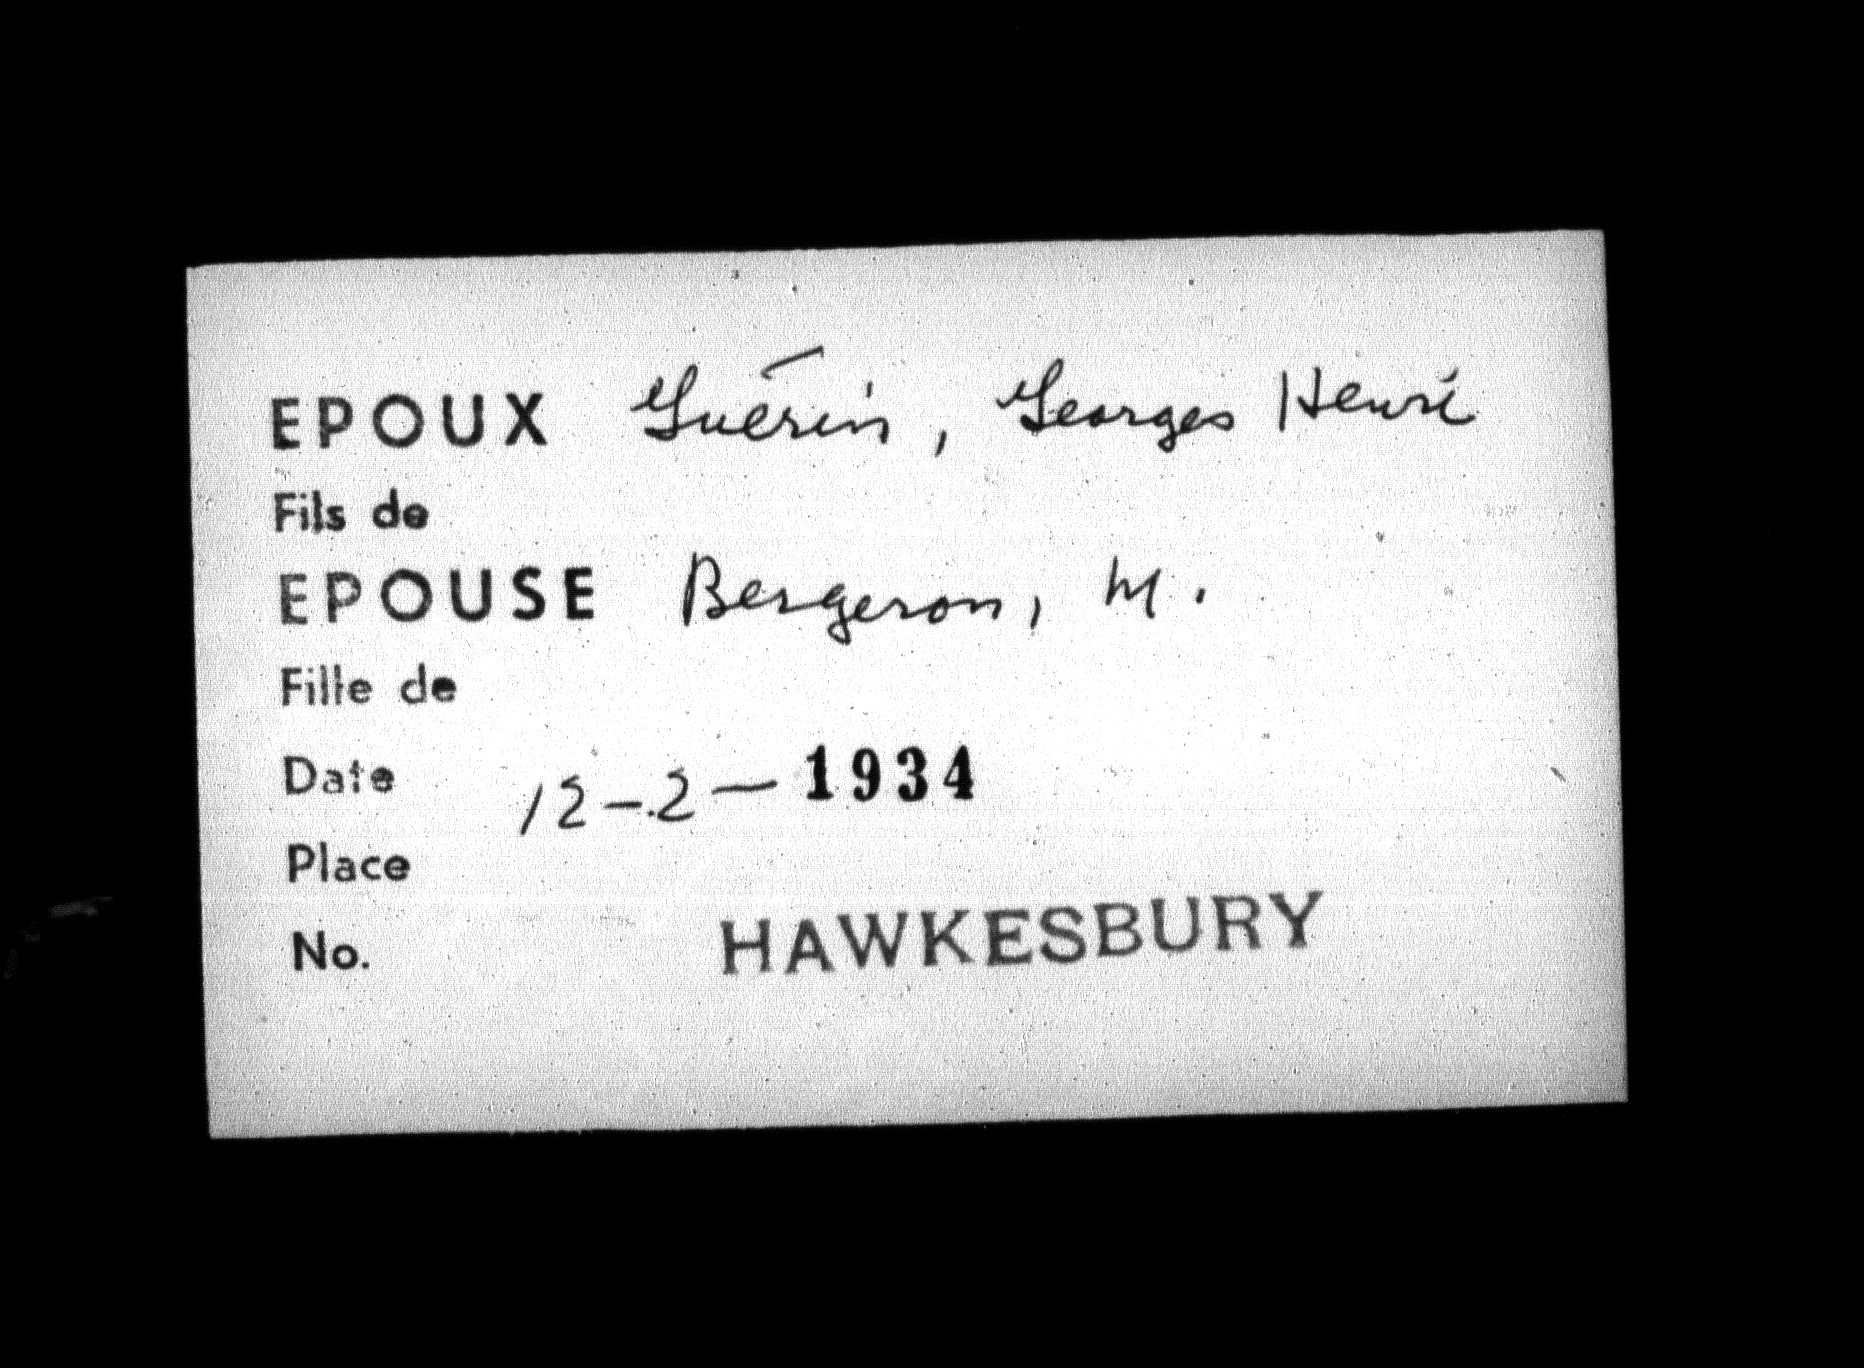 EPOUX Guérin, Georges Henri
Fils de
EPOUSE Bergeron, M.
Fille de
Date 12-2-1934
Place
No. HAWKESBURY